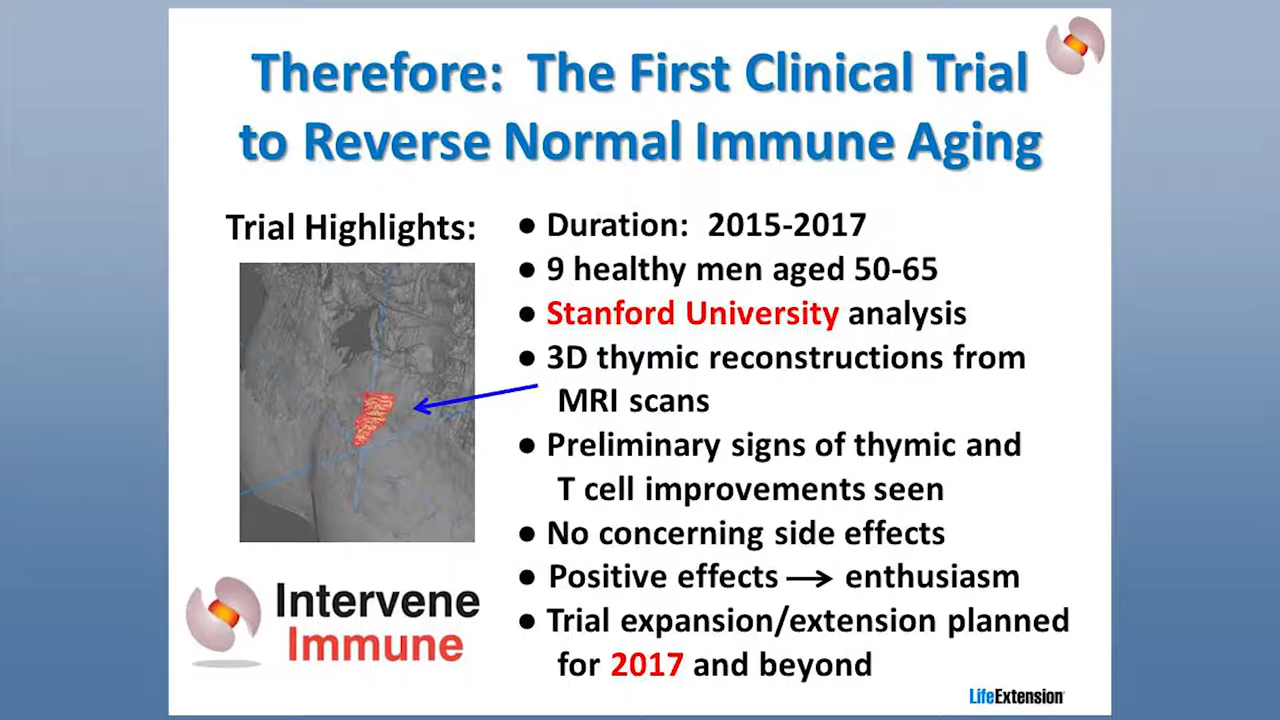 Therefore: The First Clinical Trial
to Reverse Normal Immune Aging
Trial Highlights:
● Duration: 2015-2017
● 9 healthy men aged 50-65
● Stanford University analysis
● 3D thymic reconstructions from
MRI scans
● Preliminary signs of thymic and
T cell improvements seen
● No concerning side effects
● Positive effects → enthusiasm
● Trial expansion/extension planned
for 2017 and beyond
Intervene
Immune
LifeExtension